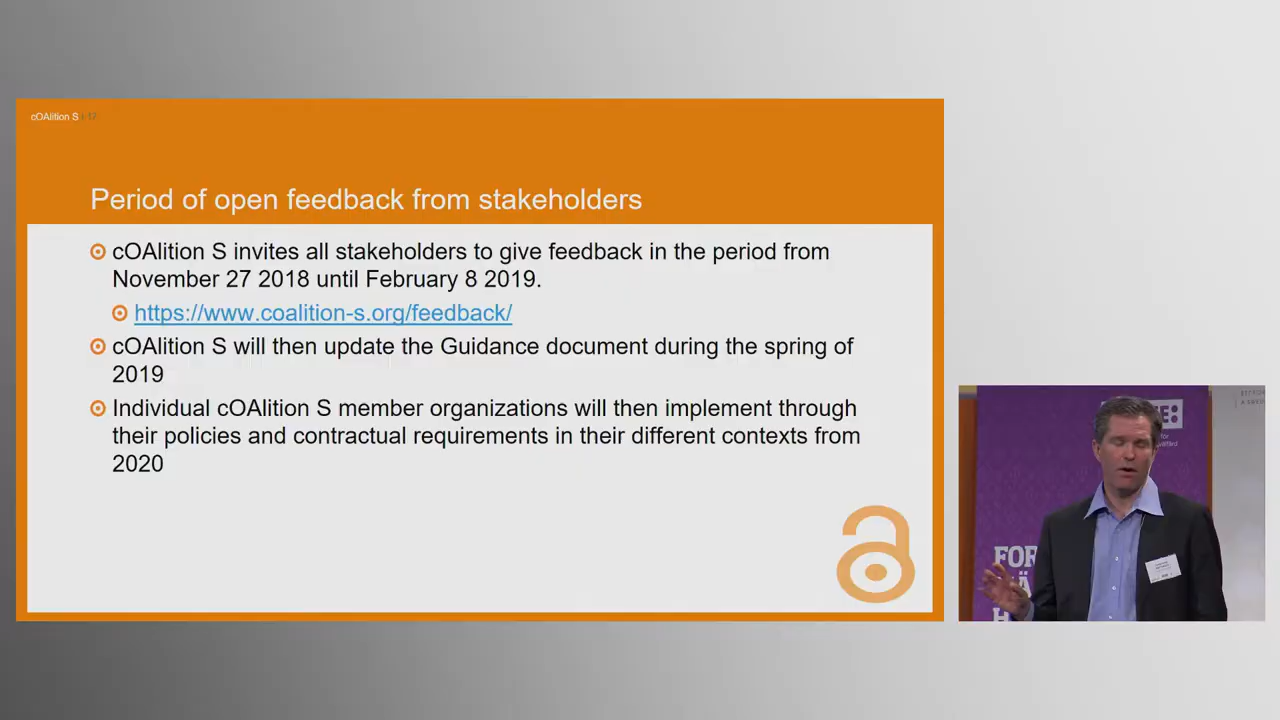 cOAlition S | 12
Period of open feedback from stakeholders
cOAlition S invites all stakeholders to give feedback in the period from
November 27 2018 until February 8 2019.
https://www.coalition-s.org/feedback/
cOAlition S will then update the Guidance document during the spring of
2019
Individual cOAlition S member organizations will then implement through
their policies and contractual requirements in their different contexts from
2020
FOR